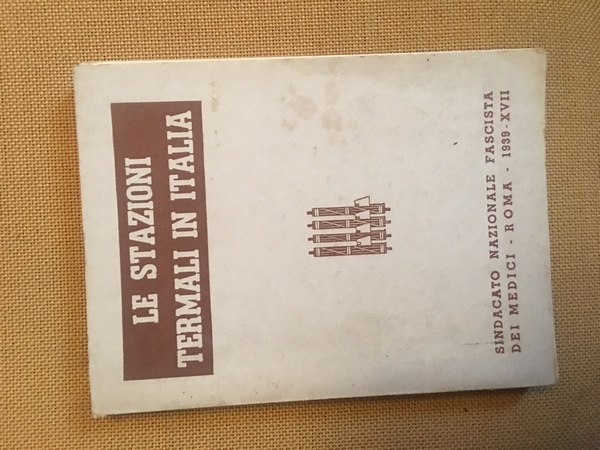 LE STAZIONI
TERMALI IN ITALIA
SINDACATO NAZIONALE FASCISTA
DEI MEDICI - ROMA - 1939-XVII